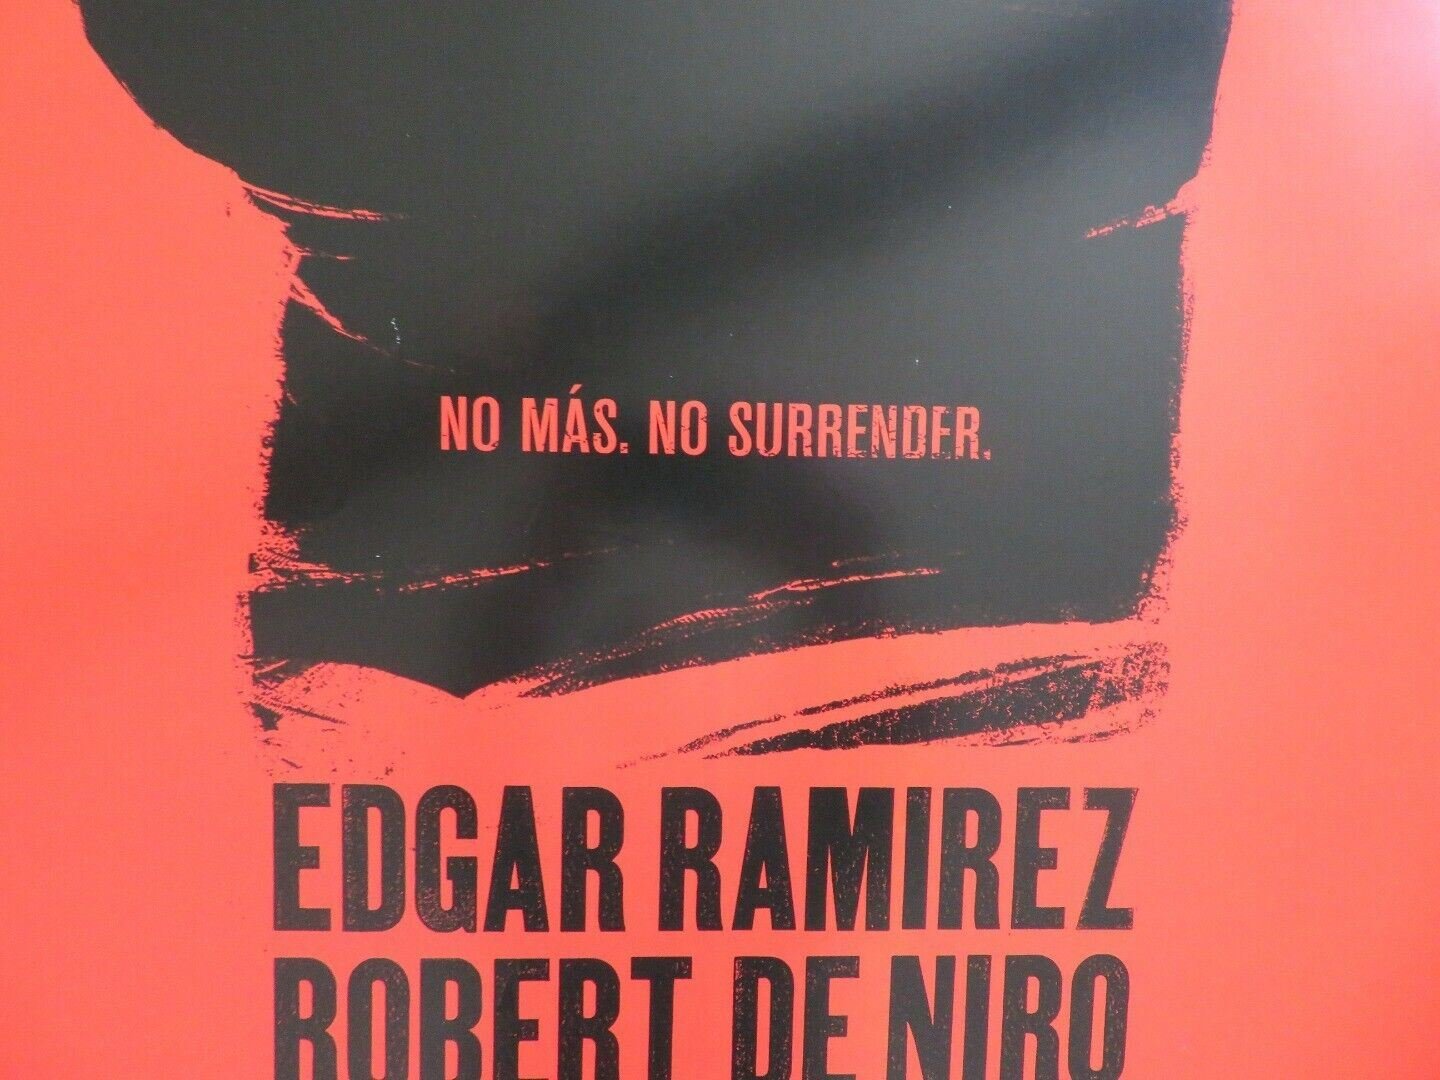 NO MÁS. NO SURRENDER.
EDGAR RAMIREZ
ROBERT DE NIRO